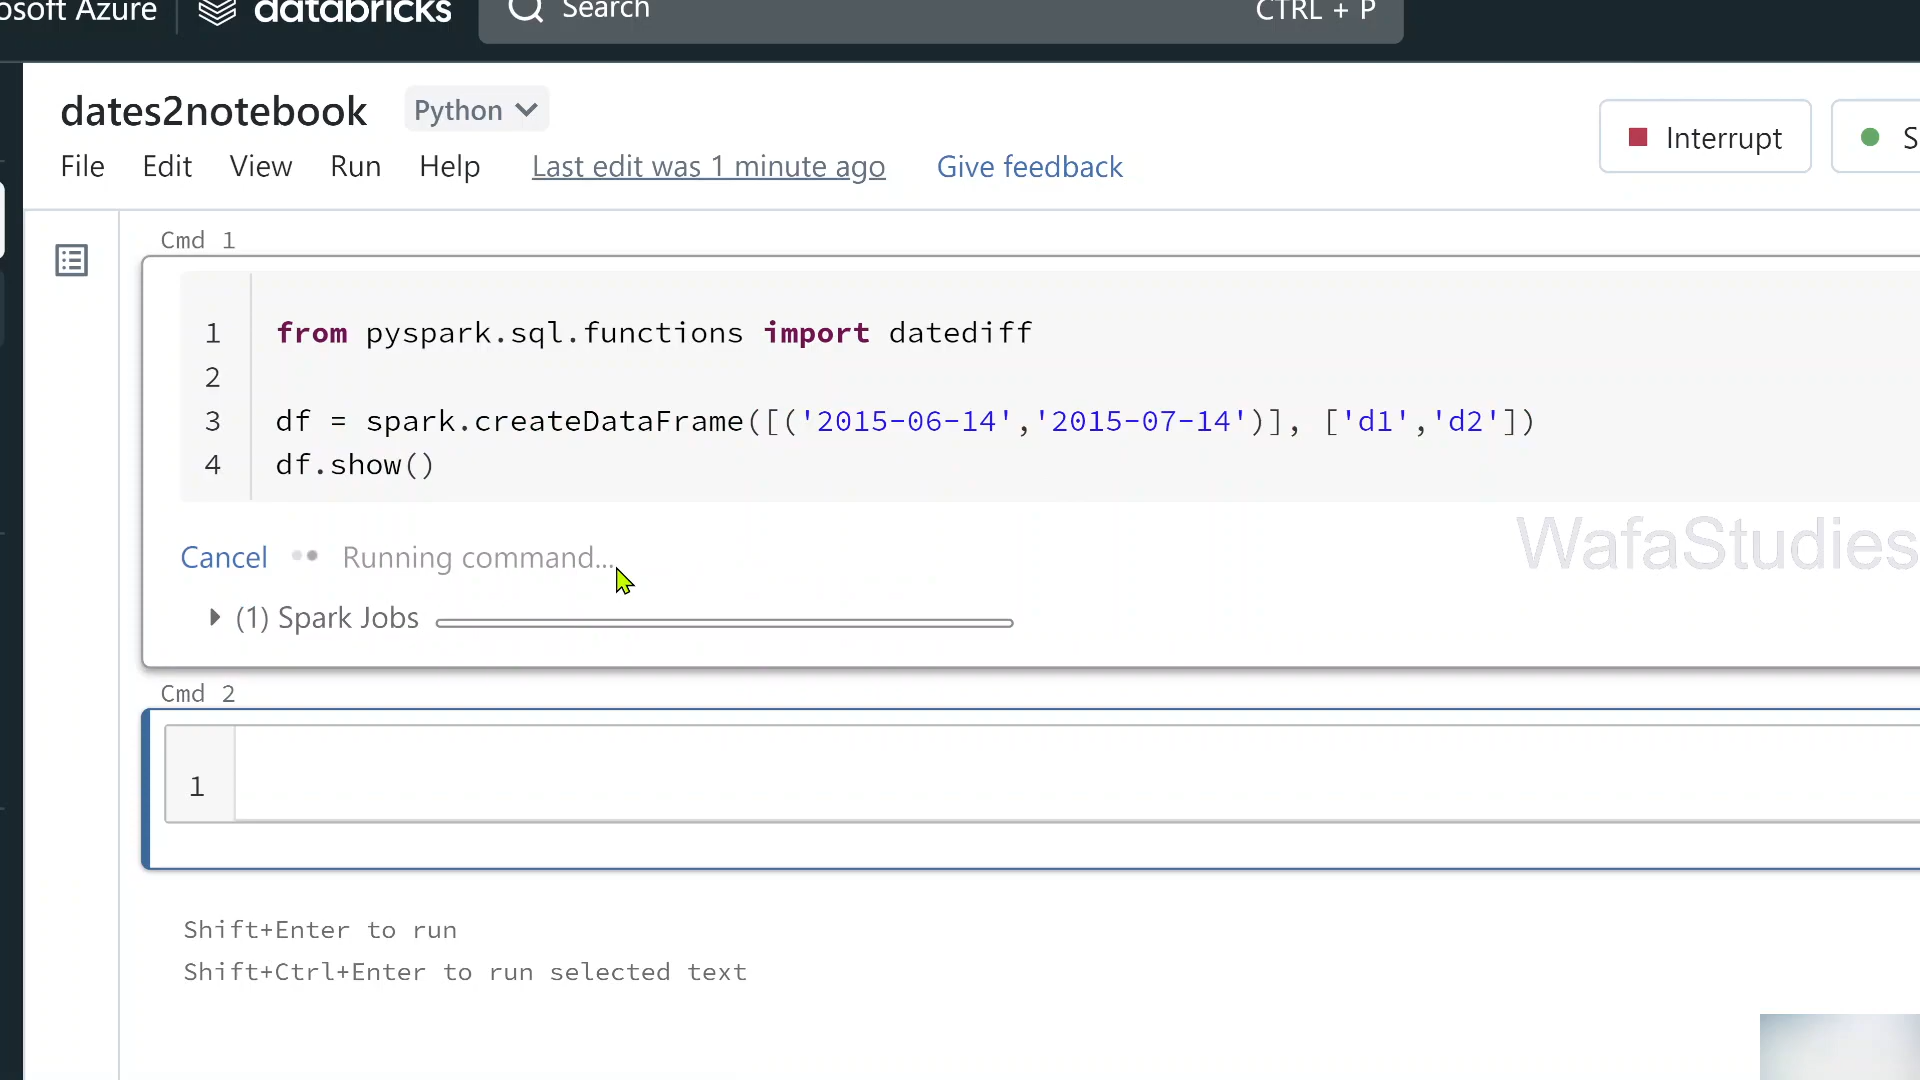 osoft Azure databricks Search CTRL + P
dates2notebook Python
File Edit View Run Help Last edit was 1 minute ago Give feedback
Interrupt S
Cmd 1
1 from pyspark.sql.functions import datediff
2
3 df = spark.createDataFrame([('2015-06-14','2015-07-14')], ['d1','d2'])
4 df.show()
Cancel Running command...
WafaStudies
(1) Spark Jobs
Cmd 2
1
Shift+Enter to run
Shift+Ctrl+Enter to run selected text